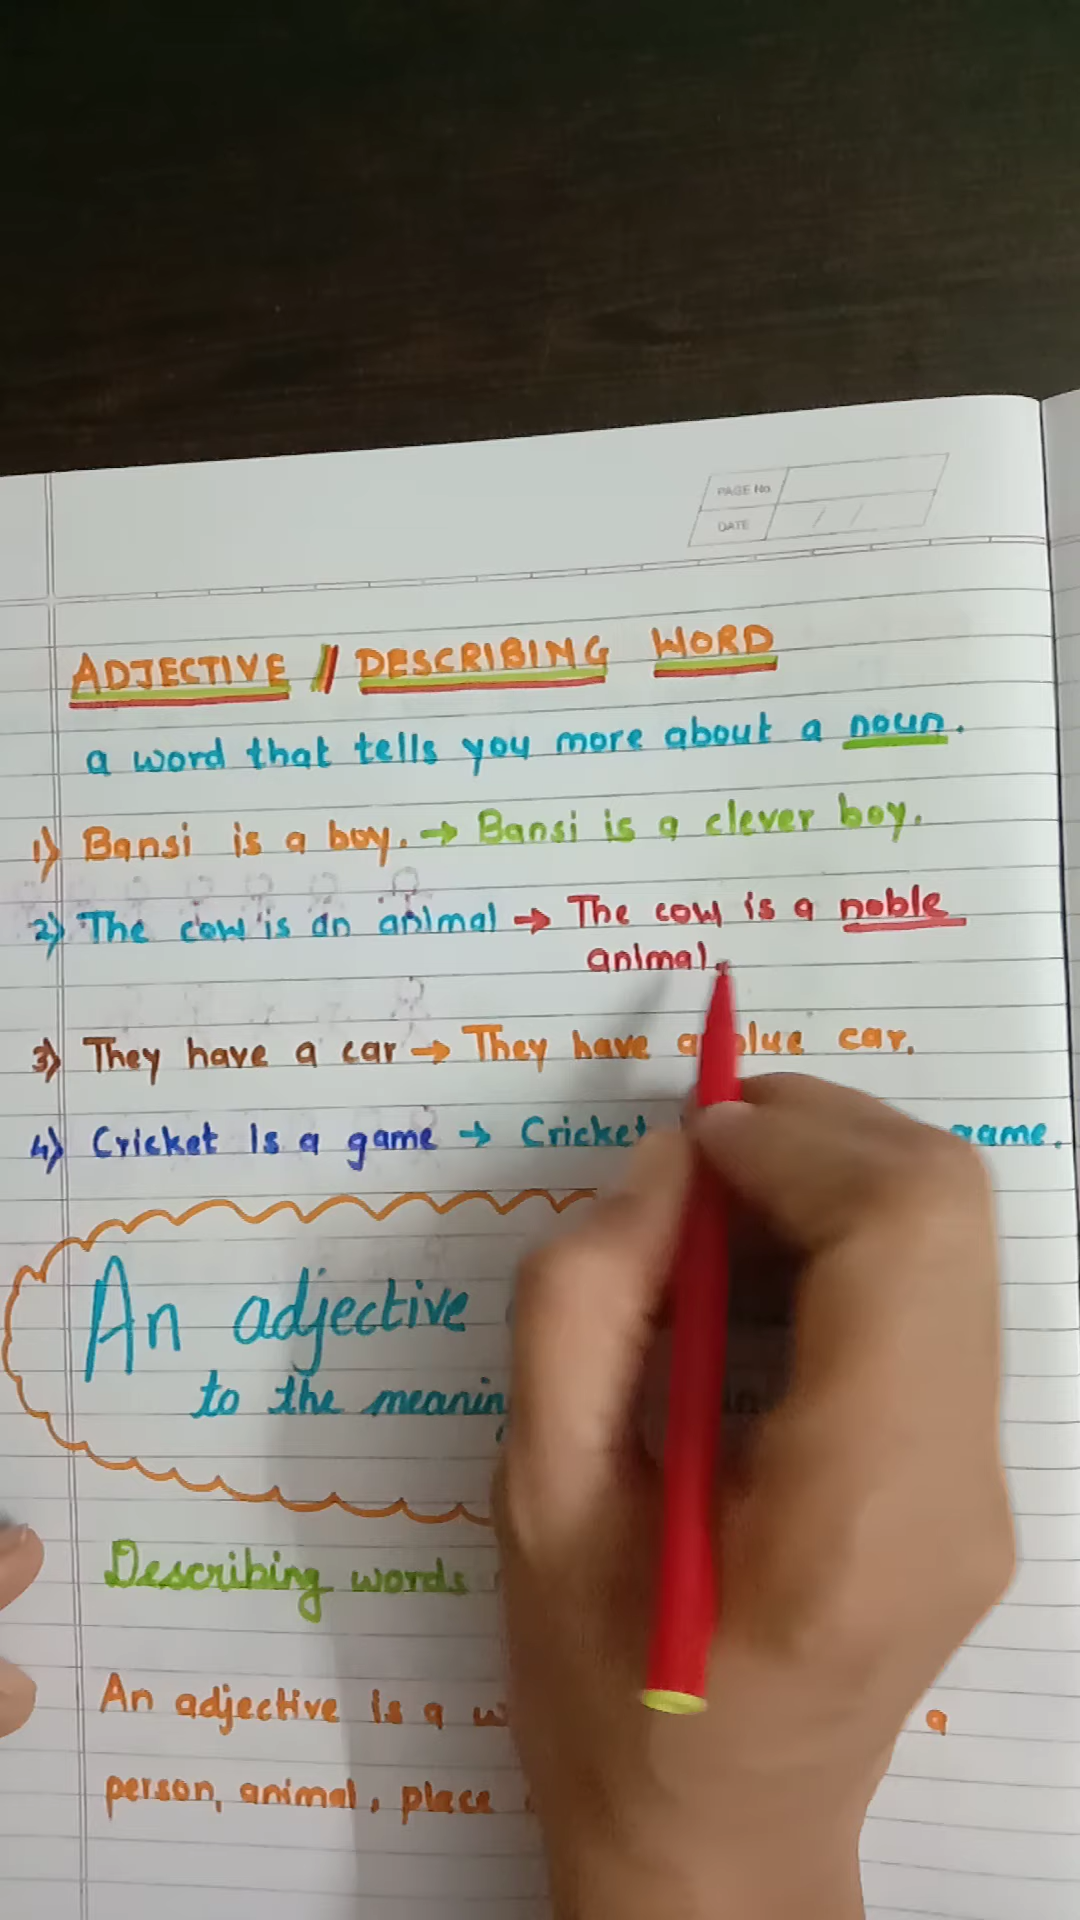 PAGE No
DATE / /
ADJECTIVE // DESCRIBING WORD
a word that tells you more about a noun.
1) Bansi is a boy. → Bansi is a clever boy.
2) The cow is an animal → The cow is a noble
animal.
3) They have a car → They have a blue car.
4) Cricket is a game → Cricket game.
An adjective
to the meaning
Describing words
An adjective is a a
person, animal, place